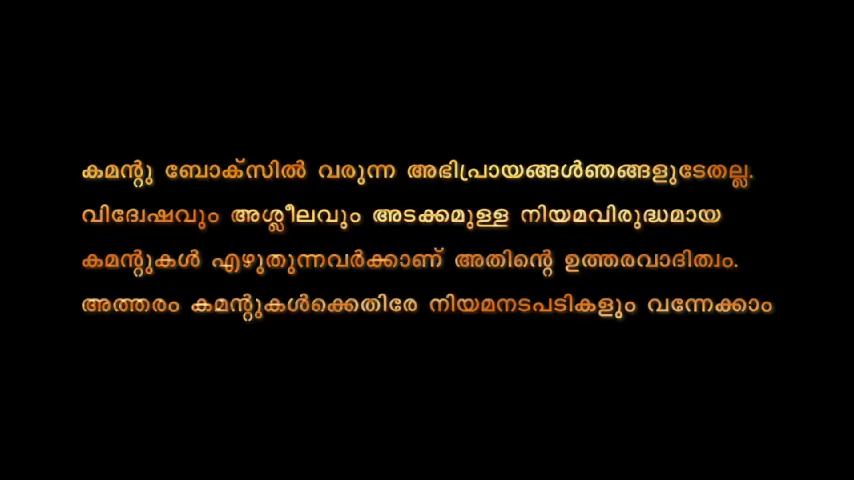 കമന്റു ബോക്സിൽ വരുന്ന അഭിപ്രായങ്ങൾഞങ്ങളുടേതല്ല.
വിദ്വേഷവും അശ്ലീലവും അടക്കമുള്ള നിയമവിരുദ്ധമായ
കമന്റുകൾ എഴുതുന്നവർക്കാണ് അതിന്റെ ഉത്തരവാദിത്വം.
അത്തരം കമന്റുകൾക്കെതിരേ നിയമനടപടികളും വന്നേക്കാം